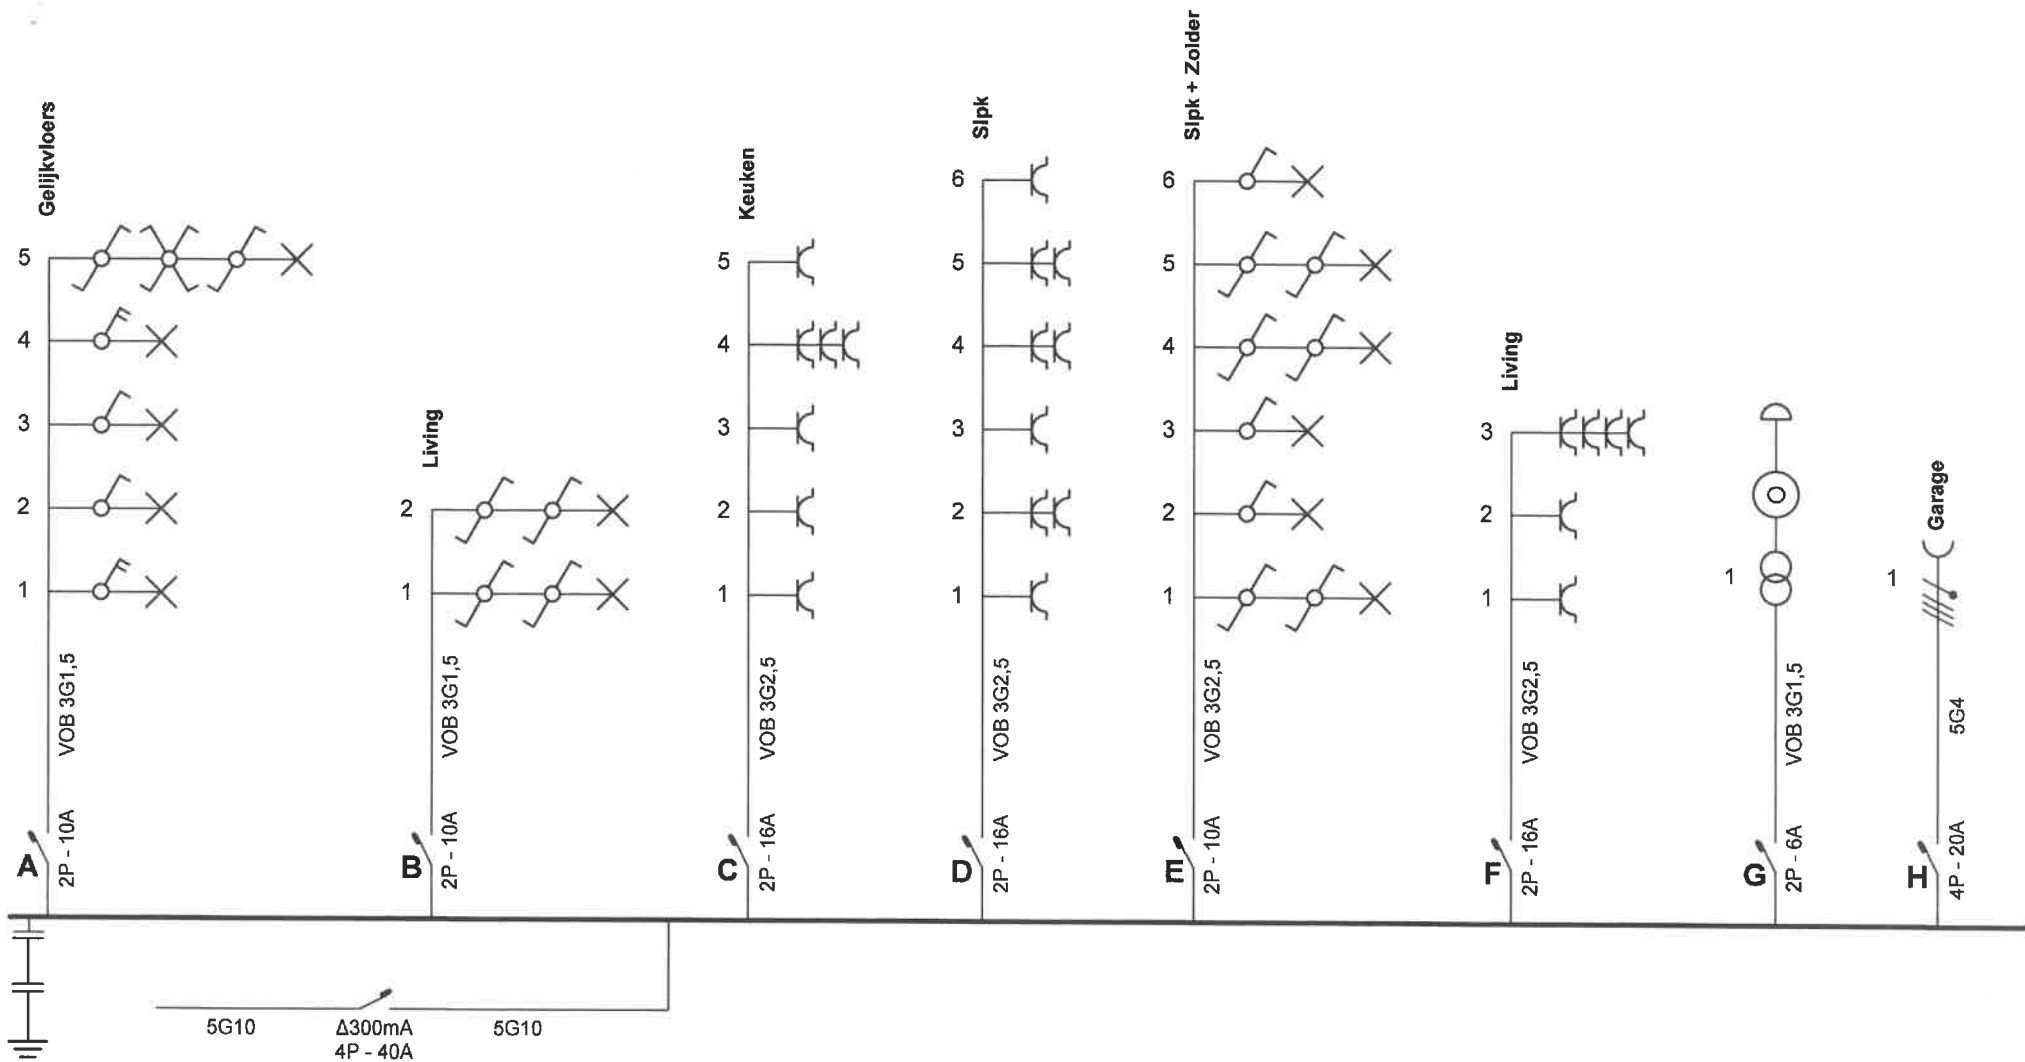 Gelijkvloers
5
4
3
2
1
VOB 3G1,5
A
2P - 10A
Living
2
1
VOB 3G1,5
B
2P - 10A
Keuken
5
4
3
2
1
VOB 3G2,5
C
2P - 16A
Slpk
6
5
4
3
2
1
VOB 3G2,5
D
2P - 16A
Slpk + Zolder
6
5
4
3
2
1
VOB 3G2,5
E
2P - 10A
Living
3
2
1
VOB 3G2,5
F
2P - 16A
1
VOB 3G1,5
G
2P - 6A
Garage
1
5G4
H
4P - 20A
5G10
Δ300mA
4P - 40A
5G10